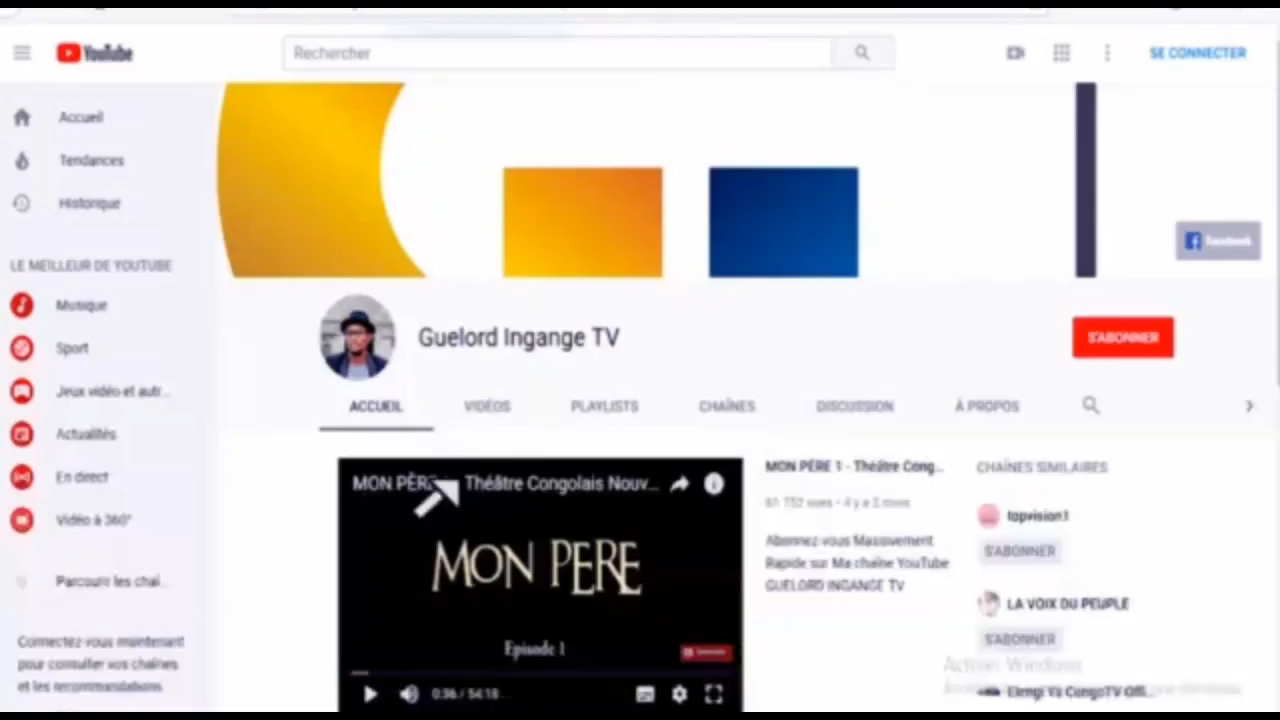 YouTube
Rechercher
SE CONNECTER
Accueil
Tendances
Historique
LE MEILLEUR DE YOUTUBE
Musique
Sport
Jeux vidéo et autr...
Actualités
En direct
Vidéo à 360°
Parcourir les chaî...
Connectez-vous maintenant
pour consulter vos chaînes
et les recommandations
facebook
Guelord Ingange TV
S'ABONNER
ACCUEIL
VIDÉOS
PLAYLISTS
CHAÎNES
DISCUSSION
À PROPOS
MON PÈRE Théâtre Congolais Nouv...
MON PERE
Episode 1
0:36 / 54:18
MON PÈRE 1 - Théâtre Cong...
61 752 vues • il y a 2 mois
Abonnez vous Massivement
Rapide sur Ma chaîne YouTube
GUELORD INGANGE TV
CHAÎNES SIMILAIRES
topvision1
S'ABONNER
LA VOIX DU PEUPLE
S'ABONNER
Activer Windows
Elengi Ya CongoTV Offi...